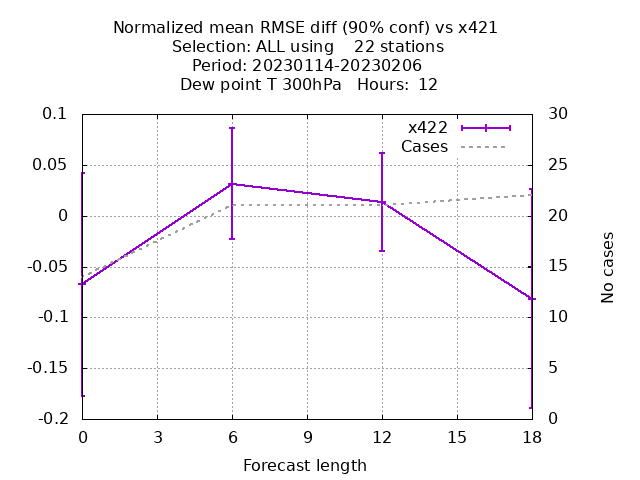 Normalized mean RMSE diff (90% conf) vs x421
Selection: ALL using    22 stations
Period: 20230114-20230206
Dew point T 300hPa   Hours:  12
x422
Cases
0.1
0.05
0
-0.05
-0.1
-0.15
-0.2
30
25
20
15
10
5
0
No cases
0 3 6 9 12 15 18
Forecast length